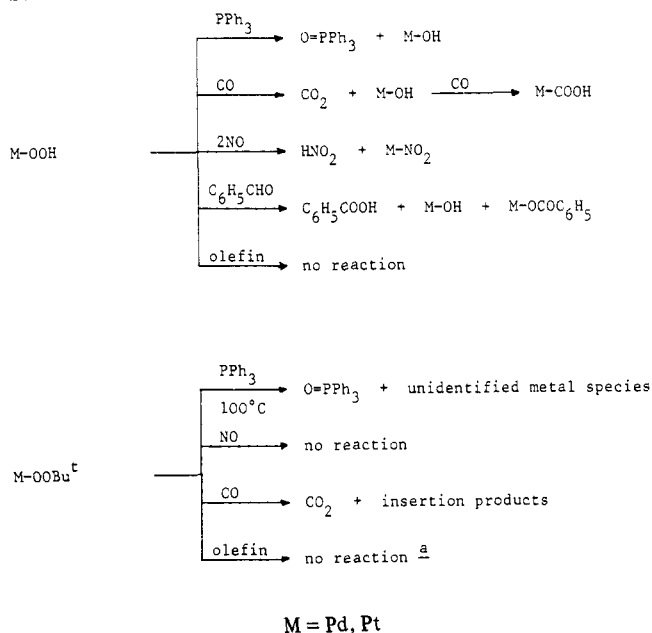 PPh3
O=PPh3 + M-OH
CO
CO2 + M-OH
CO
M-COOH
M-OOH
2NO
HNO2 + M-NO2
C6H5CHO
C6H5COOH + M-OH + M-OCOC6H5
olefin
no reaction
PPh3
O=PPh3 + unidentified metal species
100°C
NO
no reaction
M-OOBut
CO
CO2 + insertion products
olefin
no reaction a
M = Pd, Pt